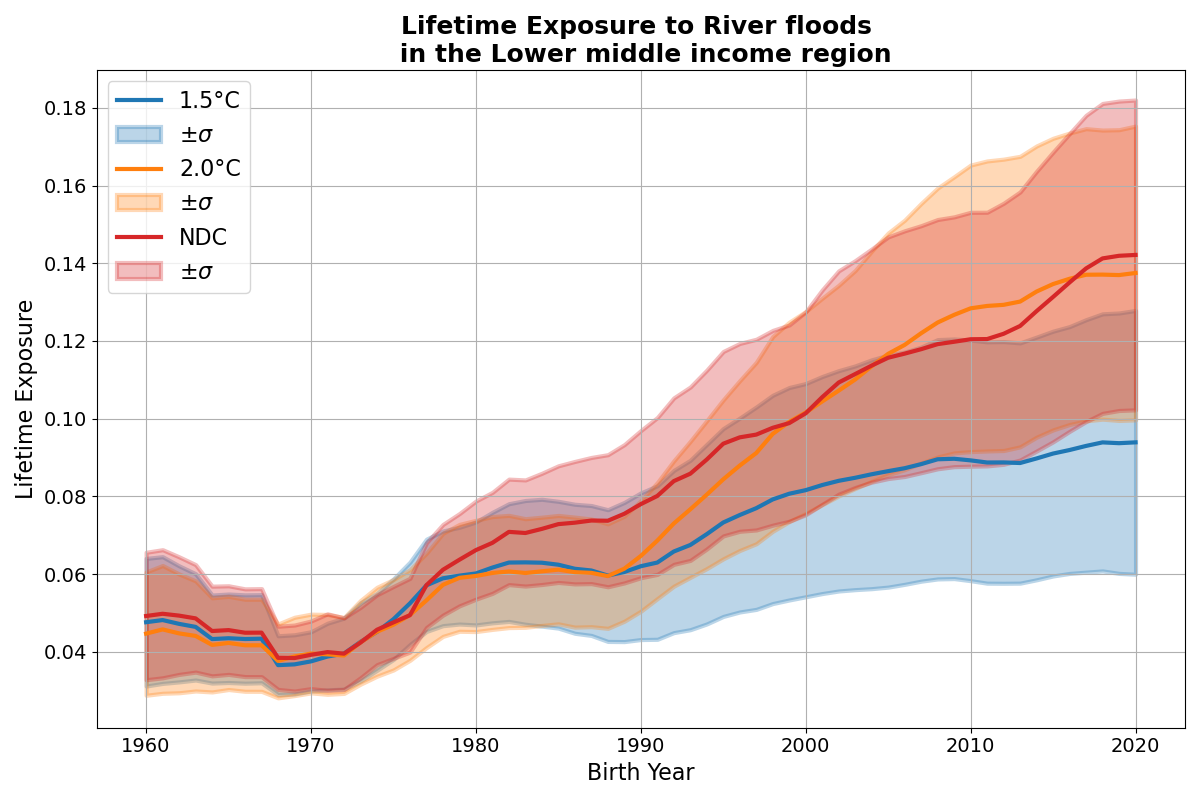 Lifetime Exposure to River floods
in the Lower middle income region
1.5°C
±σ
2.0°C
±σ
NDC
±σ
Lifetime Exposure
0.18
0.16
0.14
0.12
0.10
0.08
0.06
0.04
1960 1970 1980 1990 2000 2010 2020
Birth Year